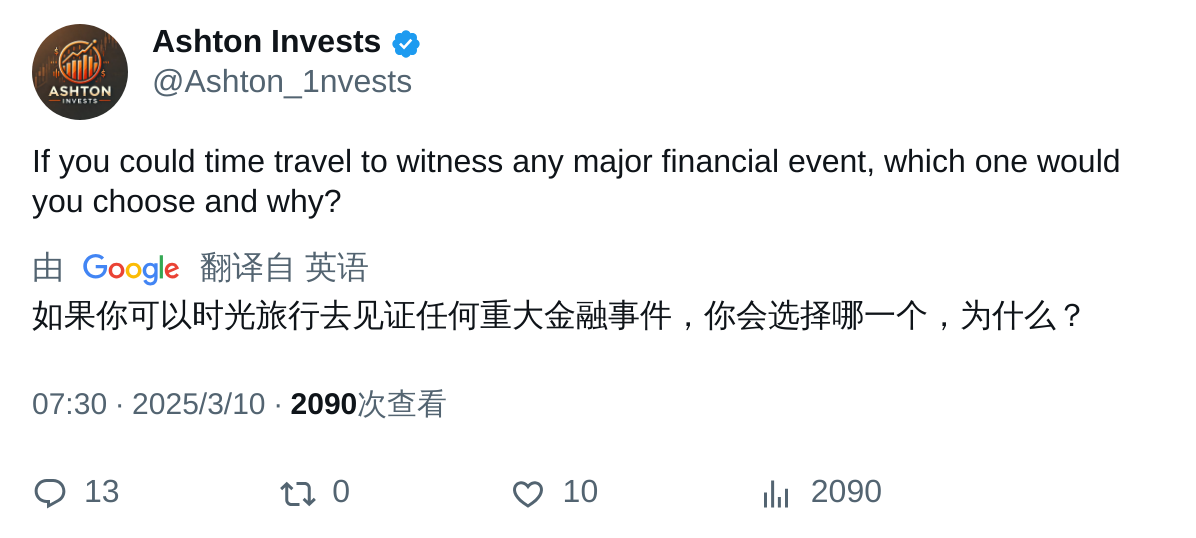 Ashton Invests
@Ashton_1nvests
ASHTON
INVESTS
If you could time travel to witness any major financial event, which one would
you choose and why?
由 Google 翻译自 英语
如果你可以时光旅行去见证任何重大金融事件，你会选择哪一个，为什么？
07:30 · 2025/3/10 · 2090次查看
13 0 10 2090